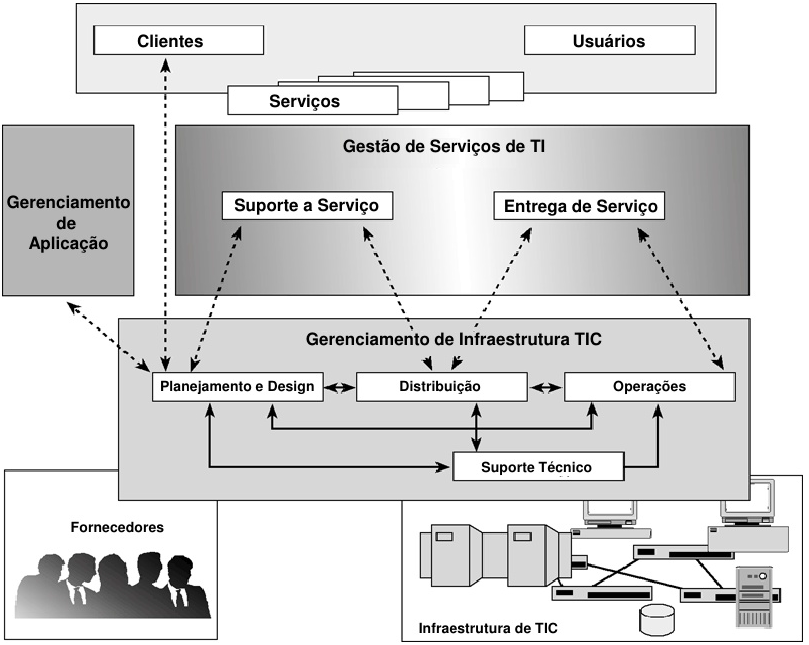 Clientes
Usuários
Serviços
Gestão de Serviços de TI
Gerenciamento
de
Aplicação
Suporte a Serviço
Entrega de Serviço
Gerenciamento de Infraestrutura TIC
Planejamento e Design
Distribuição
Operações
Suporte Técnico
Fornecedores
Infraestrutura de TIC